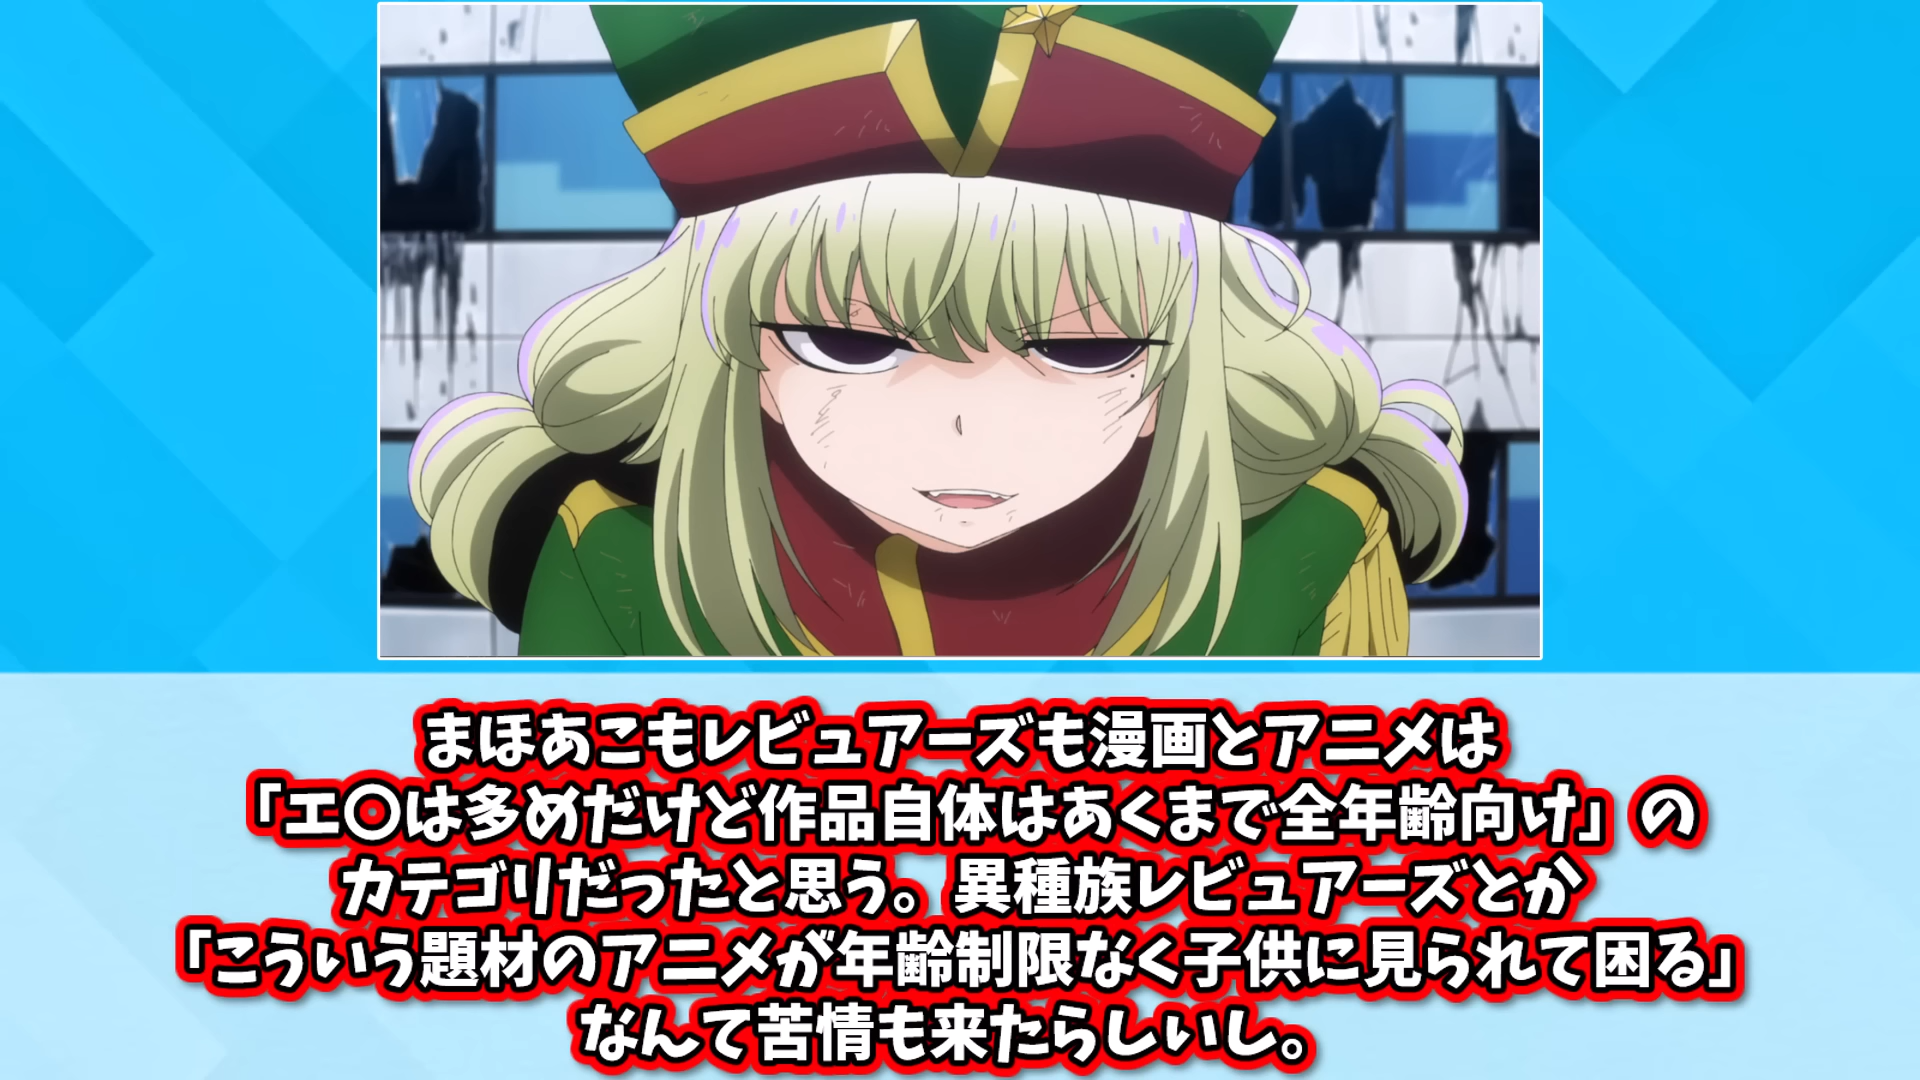 まほあこもレビュアーズも漫画とアニメは
「エ〇は多めだけど作品自体はあくまで全年齢向け」の
カテゴリだったと思う。異種族レビュアーズとか
「こういう題材のアニメが年齢制限なく子供に見られて困る」
なんて苦情も来たらしいし。